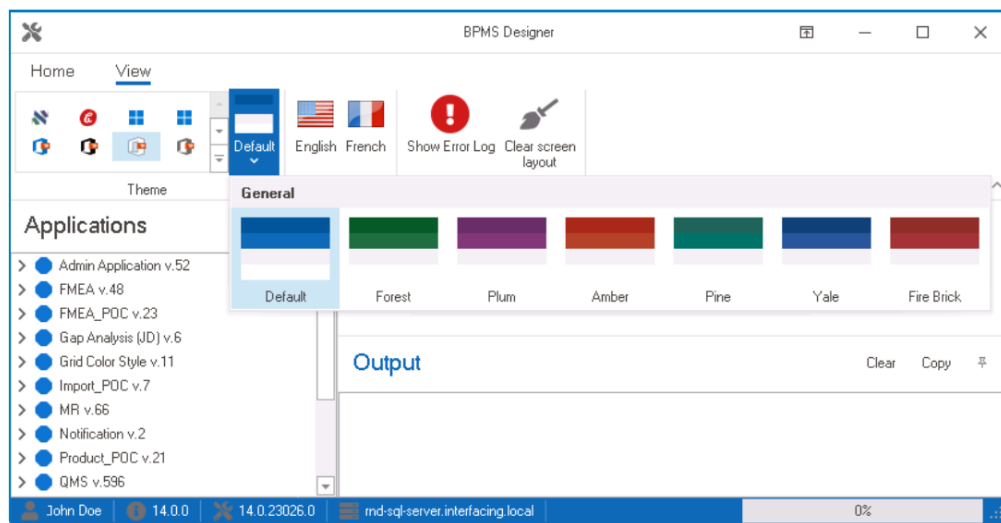 BPMS Designer
Home View
Default
English French
Show Error Log
Clear screen
layout
Theme
General
Default Forest Plum Amber Pine Yale Fire Brick
Applications
Admin Application v.52
FMEA v.48
FMEA_POC v.23
Gap Analysis (JD) v.6
Grid Color Style v.11
Import_POC v.7
MR v.66
Notification v.2
Product_POC v.21
QMS v.596
Output Clear Copy
John Doe 14.0.0 14.0.23026.0 rnd-sql-server.interfacing.local 0%